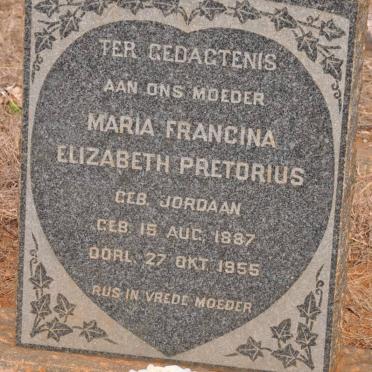 TER GEDAGTENIS
AAN ONS MOEDER
MARIA FRANCINA
ELIZABETH PRETORIUS
GEB. JORDAAN
GEB. 15 AUG. 1887
OORL. 27 OKT. 1955
RUS IN VREDE MOEDER